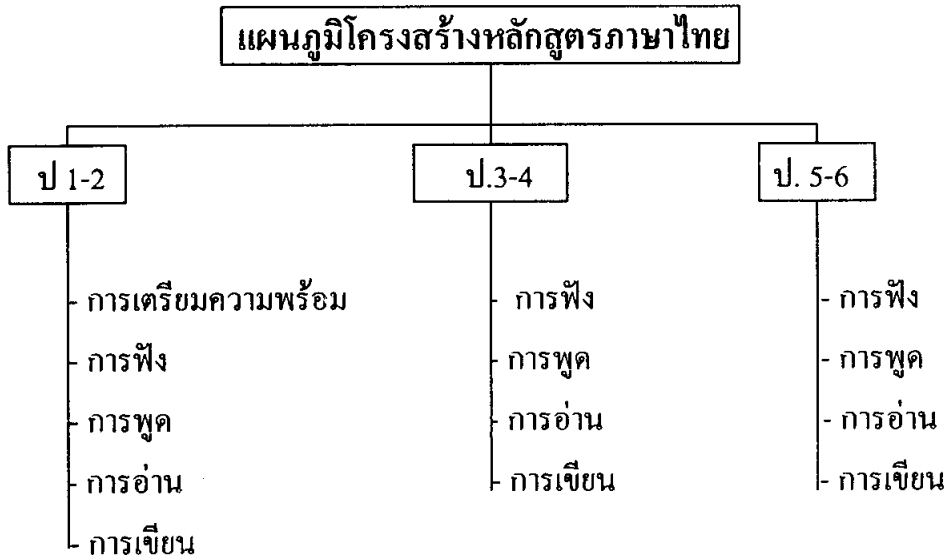 แผนภูมิโครงสร้างหลักสูตรภาษาไทย
ป 1-2
- การเตรียมความพร้อม
- การฟัง
- การพูด
- การอ่าน
- การเขียน
ป.3-4
- การฟัง
- การพูด
- การอ่าน
- การเขียน
ป. 5-6
- การฟัง
- การพูด
- การอ่าน
- การเขียน